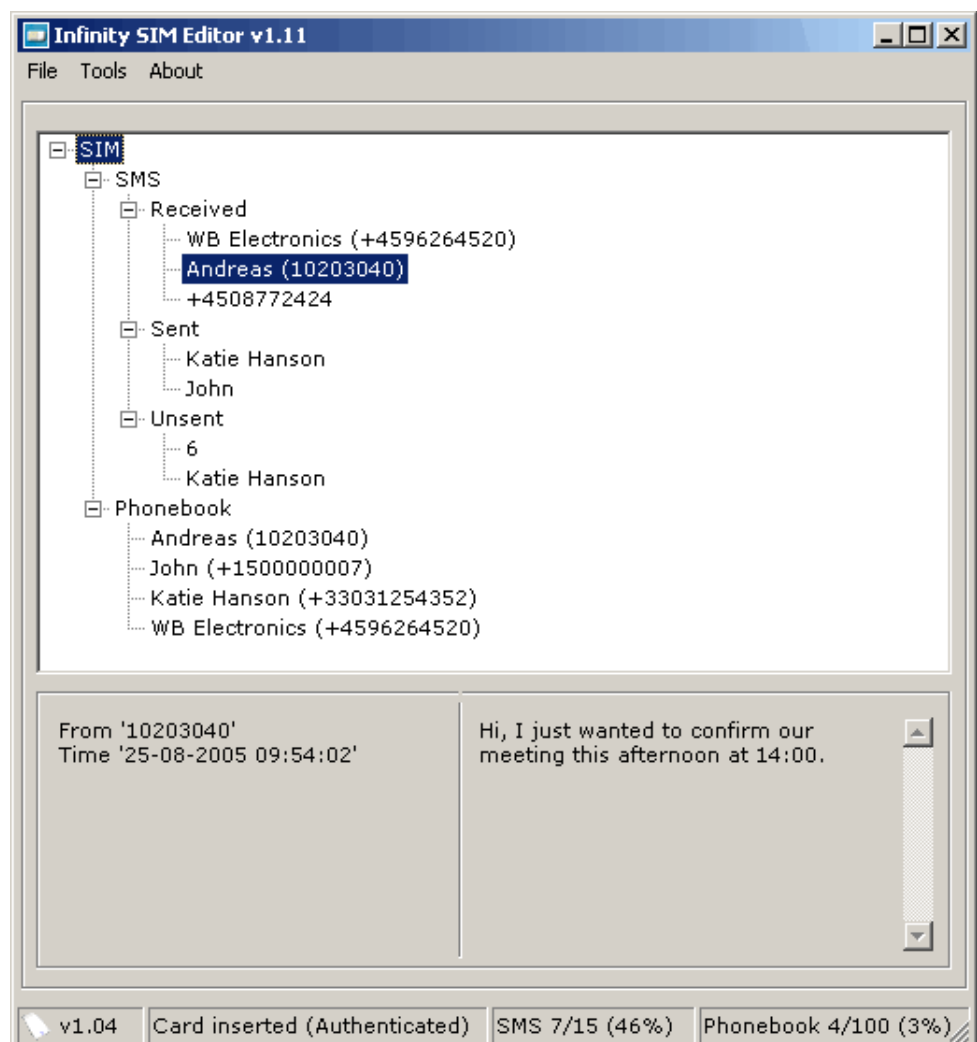 Infinity SIM Editor v1.11
File Tools About
SIM
SMS
Received
WB Electronics (+4596264520)
Andreas (10203040)
+4508772424
Sent
Katie Hanson
John
Unsent
6
Katie Hanson
Phonebook
Andreas (10203040)
John (+1500000007)
Katie Hanson (+33031254352)
WB Electronics (+4596264520)
From '10203040'
Time '25-08-2005 09:54:02'
Hi, I just wanted to confirm our
meeting this afternoon at 14:00.
v1.04 Card inserted (Authenticated) SMS 7/15 (46%) Phonebook 4/100 (3%)